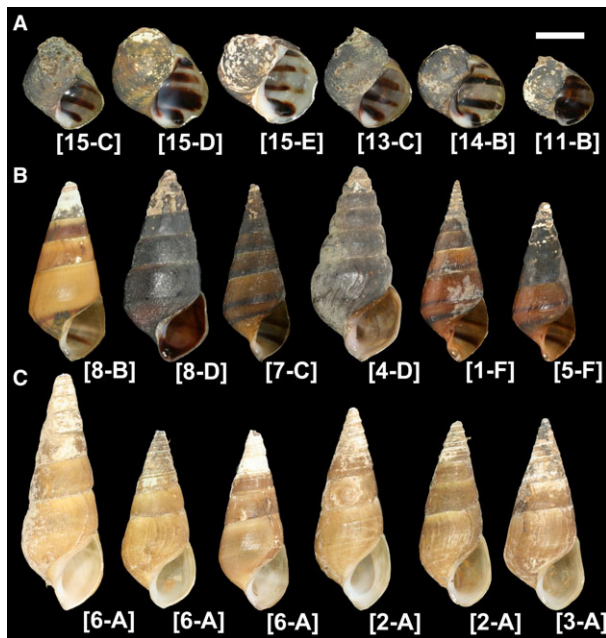 A
[15-C] [15-D] [15-E] [13-C] [14-B] [11-B]
B
[8-B] [8-D] [7-C] [4-D] [1-F] [5-F]
C
[6-A] [6-A] [6-A] [2-A] [2-A] [3-A]